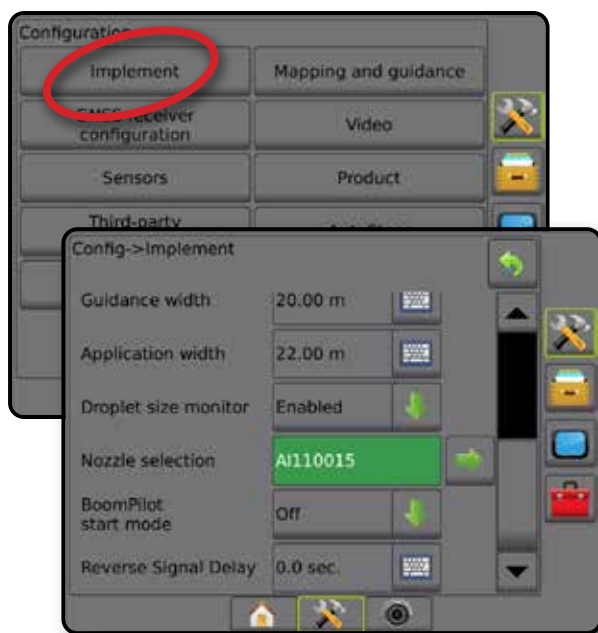 Configuration
Implement
Mapping and guidance
GNSS receiver
configuration
Video
Sensors
Product
Third-party
Config->Implement
Guidance width
20.00 m
Application width
22.00 m
Droplet size monitor
Enabled
Nozzle selection
AI110015
BoomPilot
start mode
Off
Reverse Signal Delay
0.0 sec.